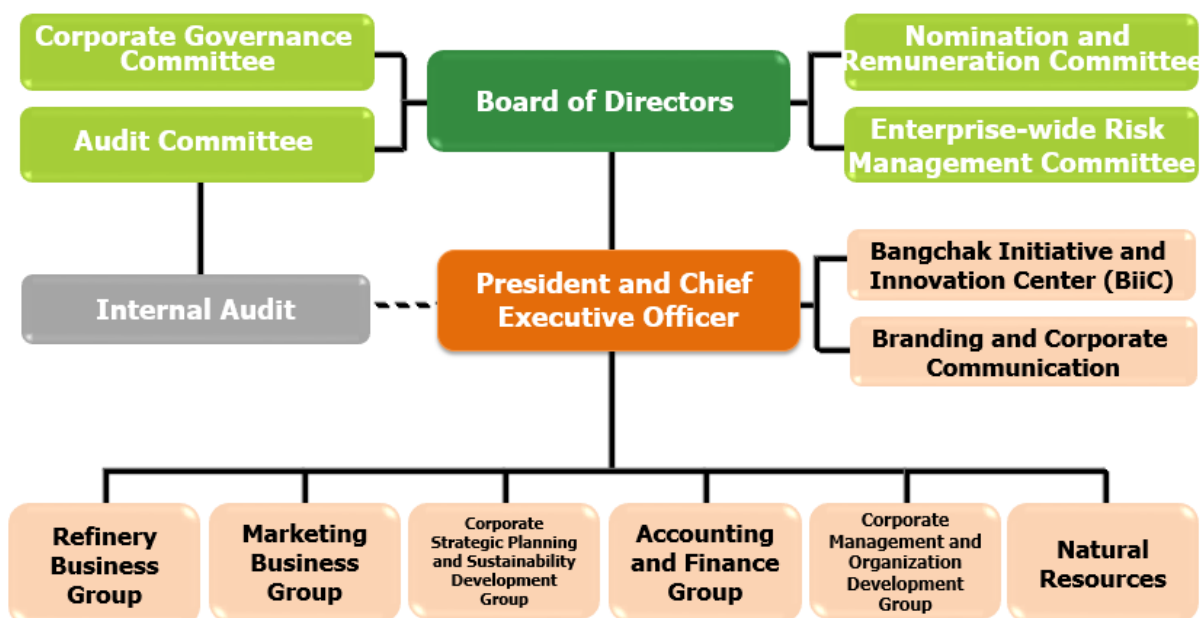 Corporate Governance
Committee
Audit Committee
Board of Directors
Nomination and
Remuneration Committee
Enterprise-wide Risk
Management Committee
Internal Audit
President and Chief
Executive Officer
Bangchak Initiative and
Innovation Center (BiiC)
Branding and Corporate
Communication
Refinery
Business
Group
Marketing
Business
Group
Corporate
Strategic Planning
and Sustainability
Development
Group
Accounting
and Finance
Group
Corporate
Management and
Organization
Development
Group
Natural
Resources